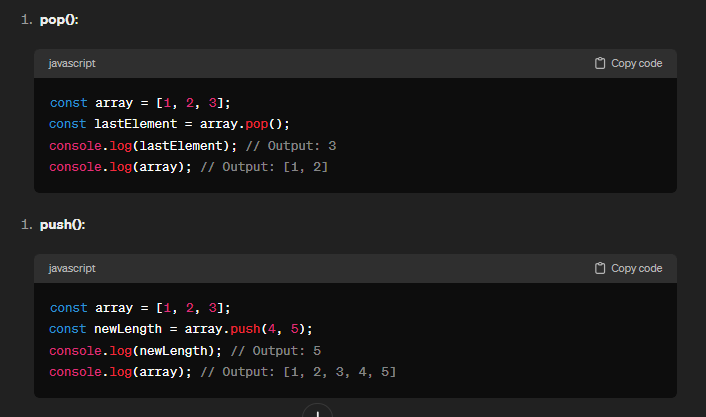 1. pop():
javascript
Copy code
const array = [1, 2, 3];
const lastElement = array.pop();
console.log(lastElement); // Output: 3
console.log(array); // Output: [1, 2]
1. push():
javascript
Copy code
const array = [1, 2, 3];
const newLength = array.push(4, 5);
console.log(newLength); // Output: 5
console.log(array); // Output: [1, 2, 3, 4, 5]